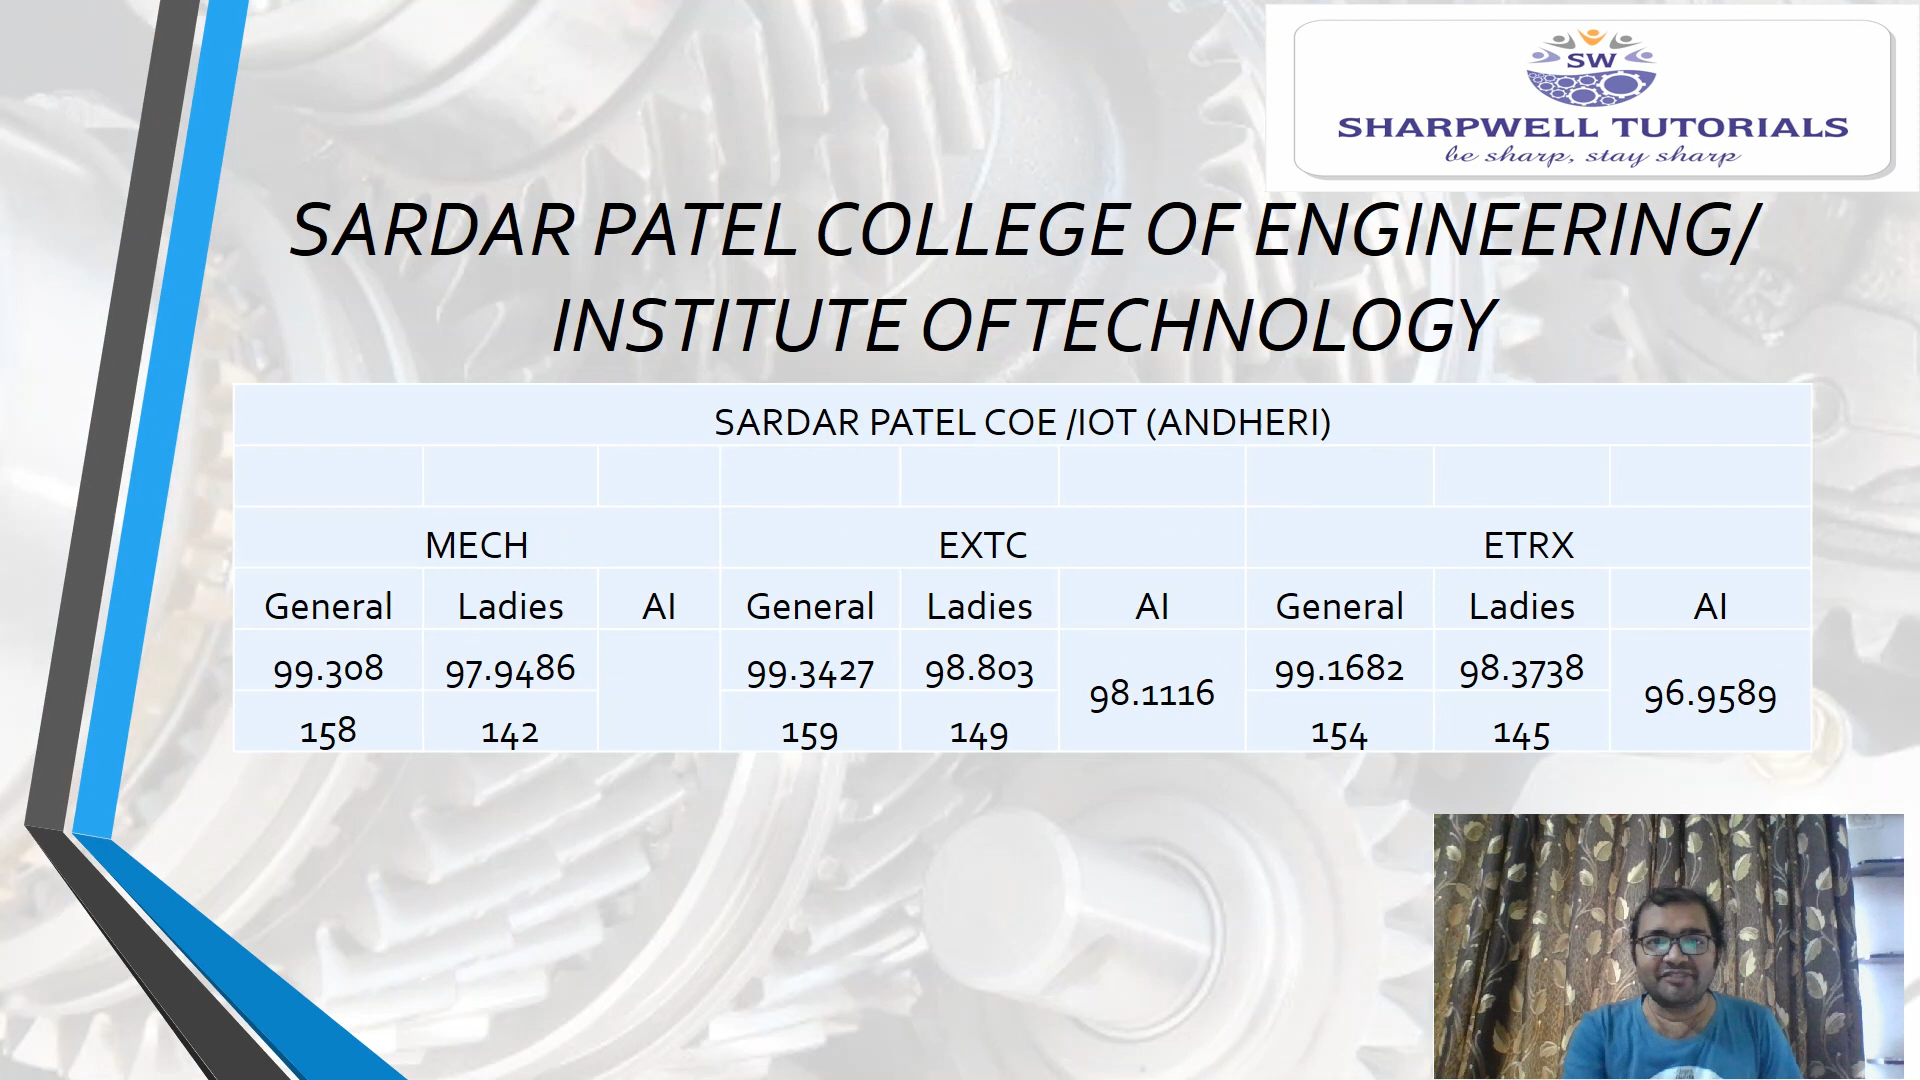 SW
SHARPWELL TUTORIALS
be sharp, stay sharp
SARDAR PATEL COLLEGE OF ENGINEERING/
INSTITUTE OF TECHNOLOGY
SARDAR PATEL COE /IOT (ANDHERI)
MECH EXTC ETRX
General Ladies AI General Ladies AI General Ladies AI
99.308 97.9486 99.3427 98.803 98.1116 99.1682 98.3738 96.9589
158 142 159 149 154 145